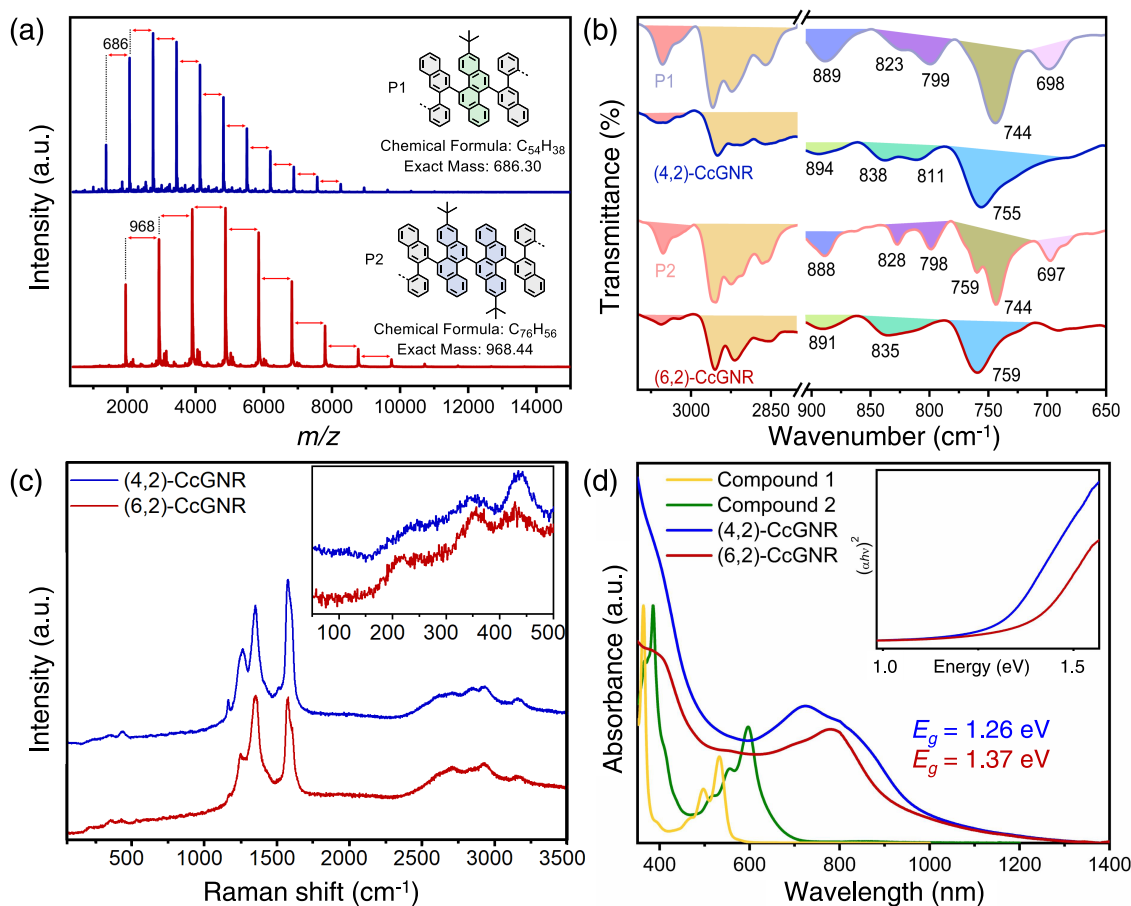 (a)
Intensity (a.u.)
686
P1
Chemical Formula: C₅₄H₃₈
Exact Mass: 686.30
968
P2
Chemical Formula: C₇₆H₅₆
Exact Mass: 968.44
2000 4000 6000 8000 10000 12000 14000
m/z
(b)
Transmittance (%)
P1
889 823 799 744 698
(4,2)-CcGNR
894 838 811 755
P2
888 828 798 759 744 697
(6,2)-CcGNR
891 835 759
3000 2850 900 850 800 750 700 650
Wavenumber (cm⁻¹)
(c)
Intensity (a.u.)
(4,2)-CcGNR
(6,2)-CcGNR
100 200 300 400 500
500 1000 1500 2000 2500 3000 3500
Raman shift (cm⁻¹)
(d)
Absorbance (a.u.)
Compound 1
Compound 2
(4,2)-CcGNR
(6,2)-CcGNR
(αhν)²
1.0 1.5
Energy (eV)
E_g = 1.26 eV
E_g = 1.37 eV
400 600 800 1000 1200 1400
Wavelength (nm)